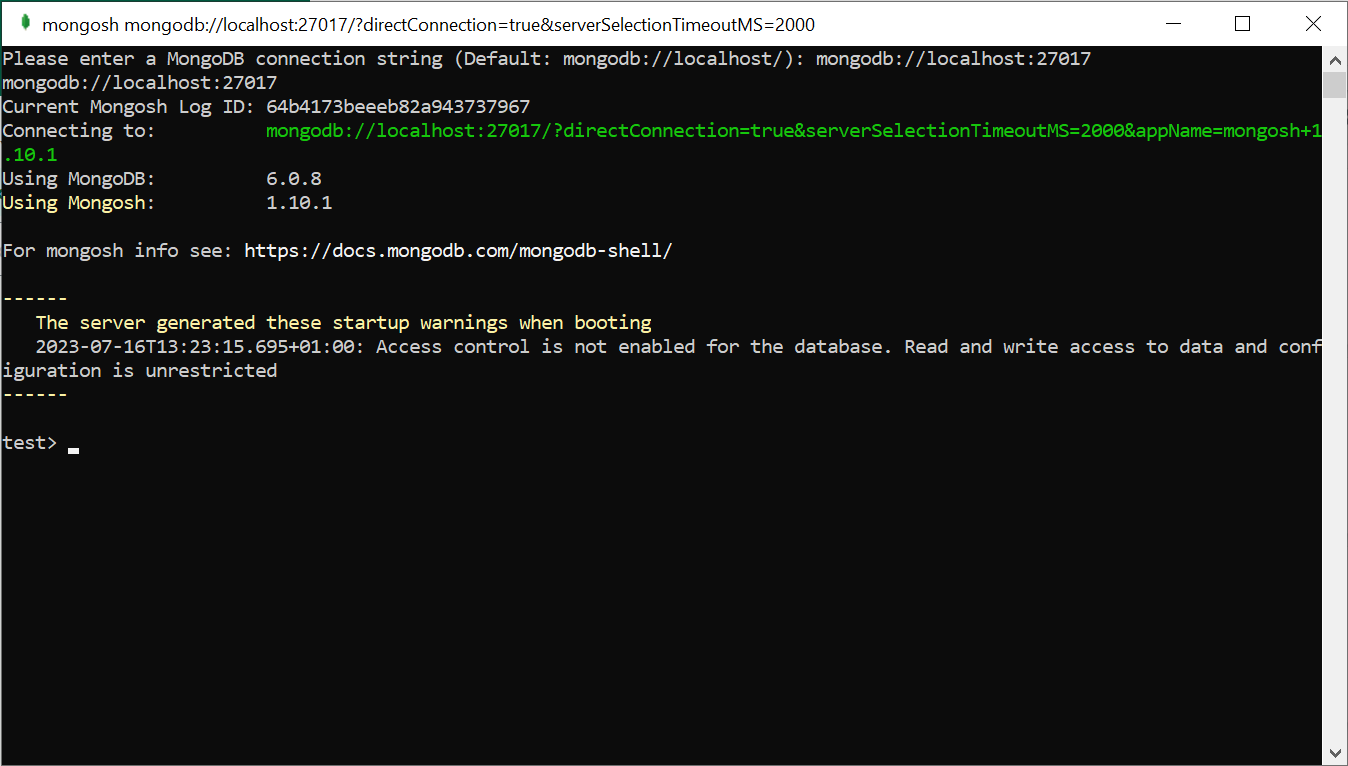 mongosh mongodb://localhost:27017/?directConnection=true&serverSelectionTimeoutMS=2000
Please enter a MongoDB connection string (Default: mongodb://localhost/): mongodb://localhost:27017
mongodb://localhost:27017
Current Mongosh Log ID: 64b4173beeeb82a943737967
Connecting to:          mongodb://localhost:27017/?directConnection=true&serverSelectionTimeoutMS=2000&appName=mongosh+1
.10.1
Using MongoDB:          6.0.8
Using Mongosh:          1.10.1
For mongosh info see: https://docs.mongodb.com/mongodb-shell/
------
   The server generated these startup warnings when booting
   2023-07-16T13:23:15.695+01:00: Access control is not enabled for the database. Read and write access to data and conf
iguration is unrestricted
------
test>